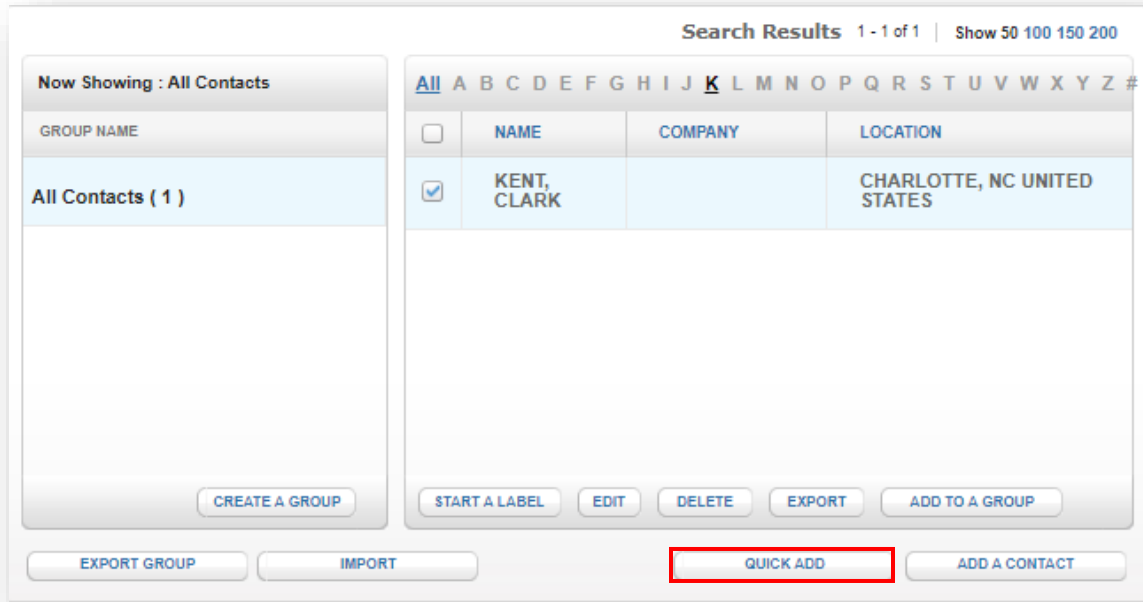 Search Results 1 - 1 of 1 | Show 50 100 150 200
Now Showing : All Contacts
GROUP NAME
All Contacts ( 1 )
CREATE A GROUP
All A B C D E F G H I J K L M N O P Q R S T U V W X Y Z #
NAME COMPANY LOCATION
KENT, CHARLOTTE, NC UNITED
CLARK STATES
START A LABEL EDIT DELETE EXPORT ADD TO A GROUP
EXPORT GROUP IMPORT QUICK ADD ADD A CONTACT